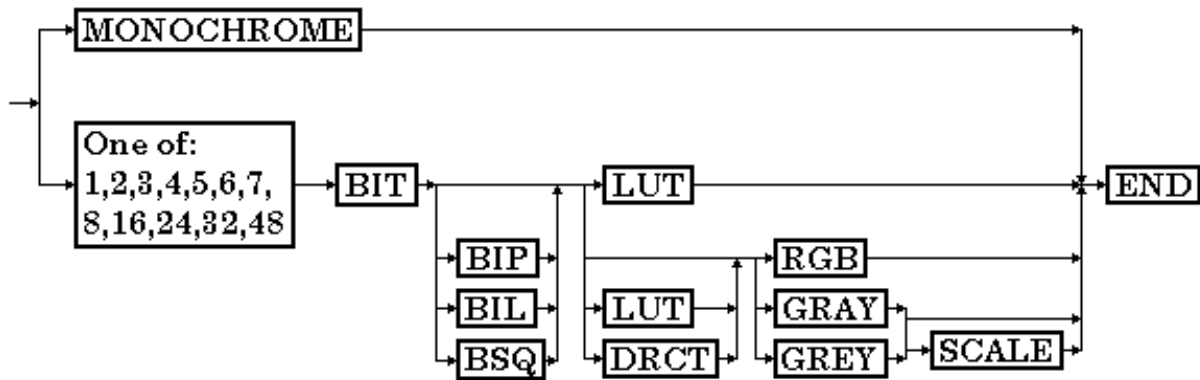 MONOCHROME
One of:
1,2,3,4,5,6,7,
8,16,24,32,48
BIT
LUT
END
BIP
RGB
BIL
LUT
GRAY
BSQ
DRCT
GREY
SCALE